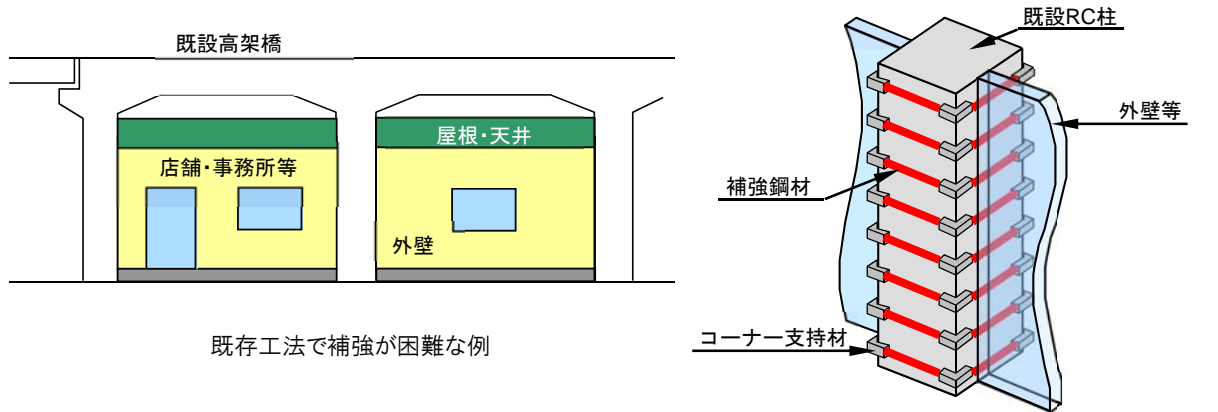 既設高架橋
屋根・天井
店舗・事務所等
外壁
既存工法で補強が困難な例
既設RC柱
外壁等
補強鋼材
コーナー支持材